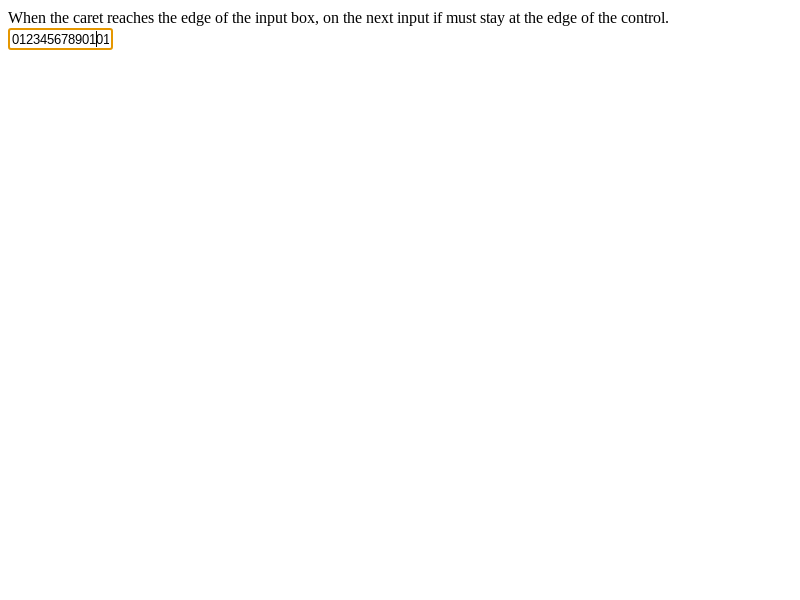 When the caret reaches the edge of the input box, on the next input if must stay at the edge of the control.
01234567890101